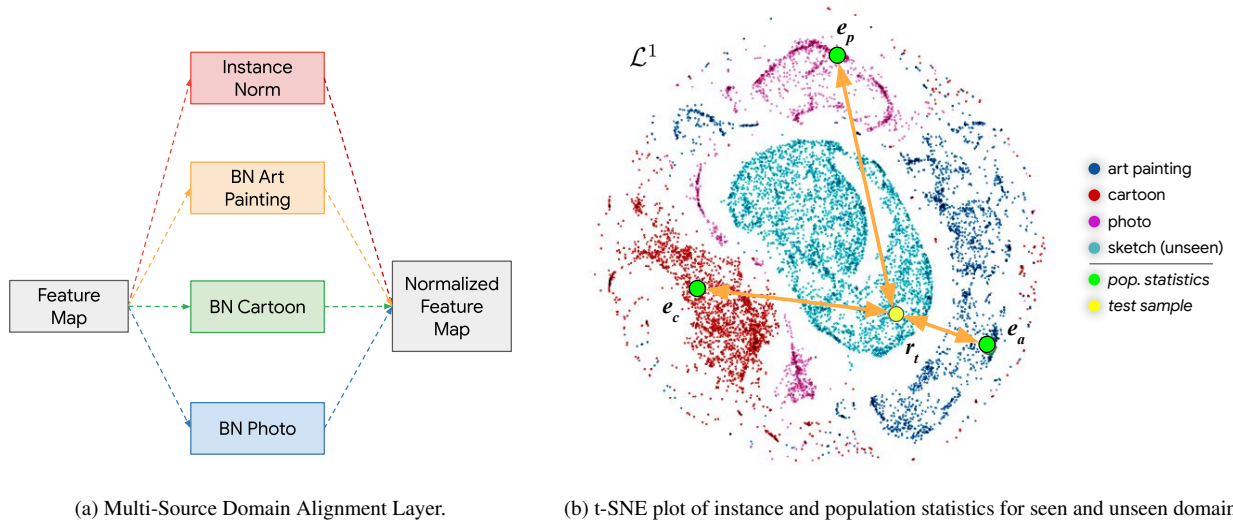 Instance
Norm
BN Art
Painting
Feature
Map
BN Cartoon
Normalized
Feature
Map
BN Photo
(a) Multi-Source Domain Alignment Layer.
ℒ¹
eₚ
e_c
rₜ
eₐ
art painting
cartoon
photo
sketch (unseen)
pop. statistics
test sample
(b) t-SNE plot of instance and population statistics for seen and unseen domain